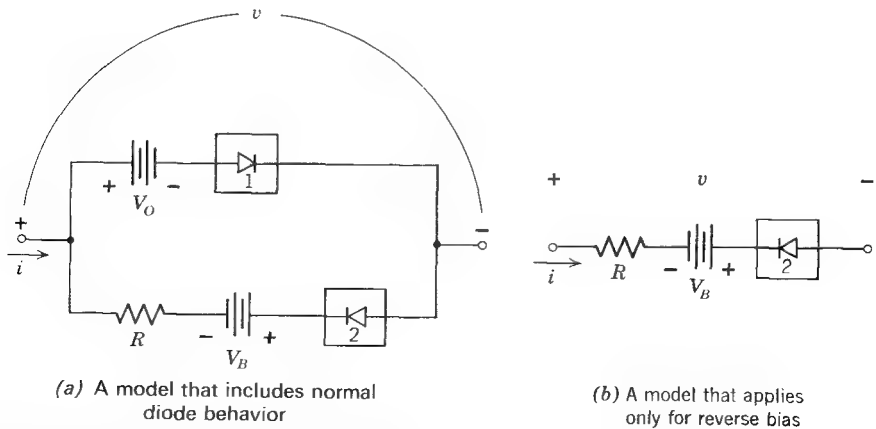 v
1
+ -
V_O
+
-
i
R
- +
V_B
2
(a) A model that includes normal
diode behavior
+ v -
i
R
- +
V_B
2
(b) A model that applies
only for reverse bias